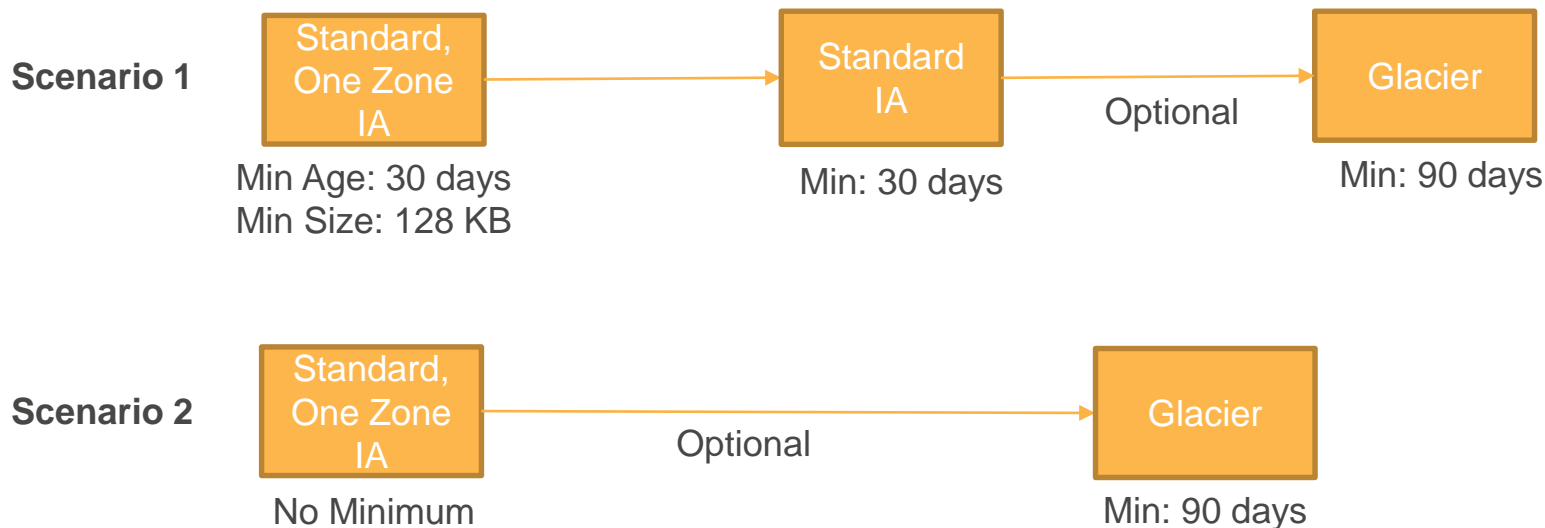 Scenario 1
Standard,
One Zone
IA
Min Age: 30 days
Min Size: 128 KB
Standard
IA
Min: 30 days
Optional
Glacier
Min: 90 days
Scenario 2
Standard,
One Zone
IA
No Minimum
Optional
Glacier
Min: 90 days